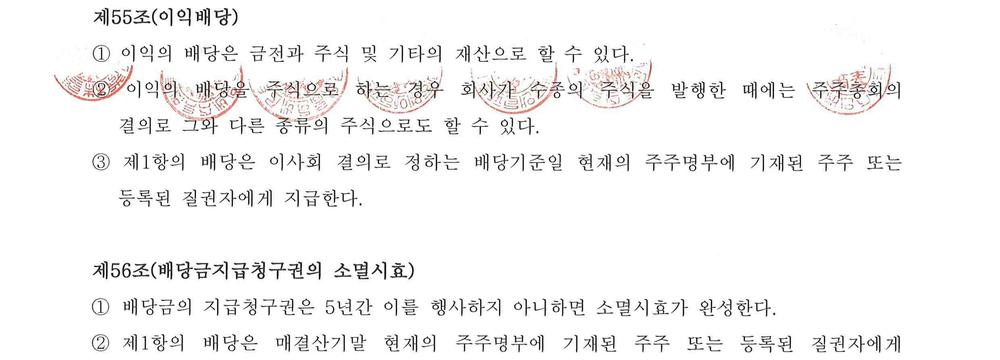 제55조(이익배당)
① 이익의 배당은 금전과 주식 및 기타의 재산으로 할 수 있다.
② 이익의 배당을 주식으로 하는 경우 회사가 수종의 주식을 발행한 때에는 주주총회의
결의로 그와 다른 종류의 주식으로도 할 수 있다.
③ 제1항의 배당은 이사회 결의로 정하는 배당기준일 현재의 주주명부에 기재된 주주 또는
등록된 질권자에게 지급한다.
제56조(배당금지급청구권의 소멸시효)
① 배당금의 지급청구권은 5년간 이를 행사하지 아니하면 소멸시효가 완성한다.
② 제1항의 배당은 매결산기말 현재의 주주명부에 기재된 주주 또는 등록된 질권자에게